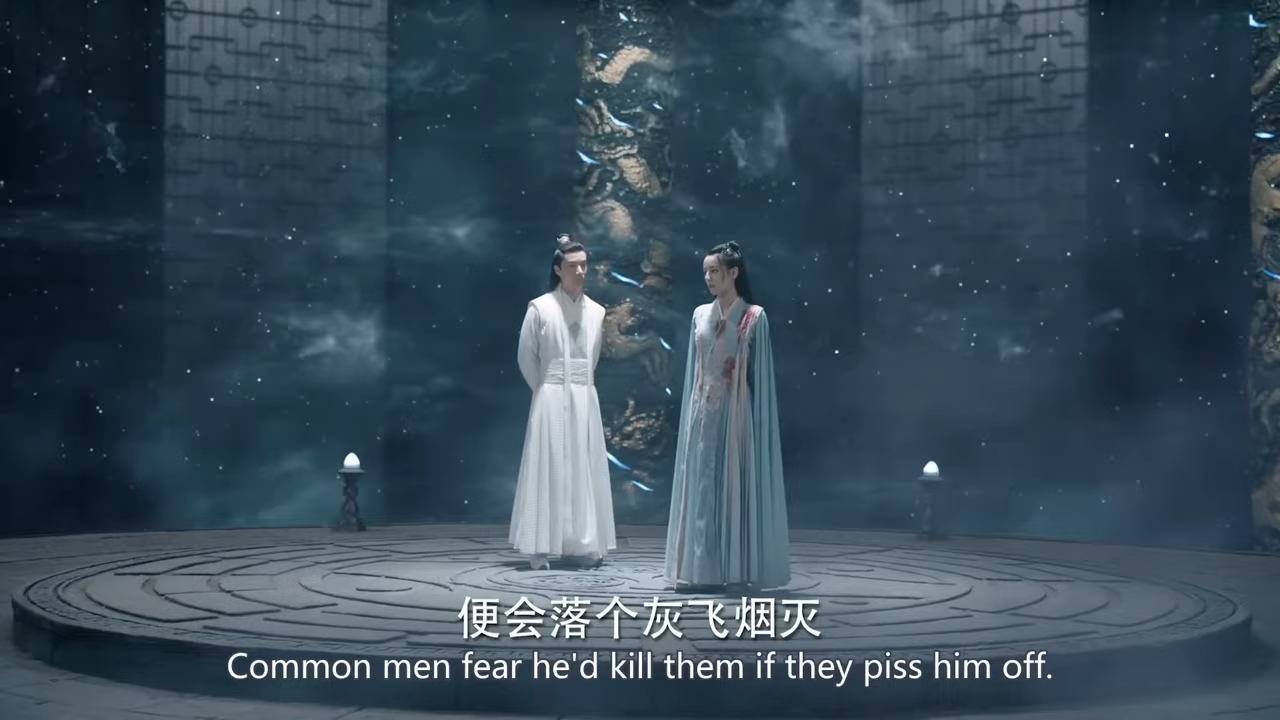 便会落个灰飞烟灭
Common men fear he'd kill them if they piss him off.